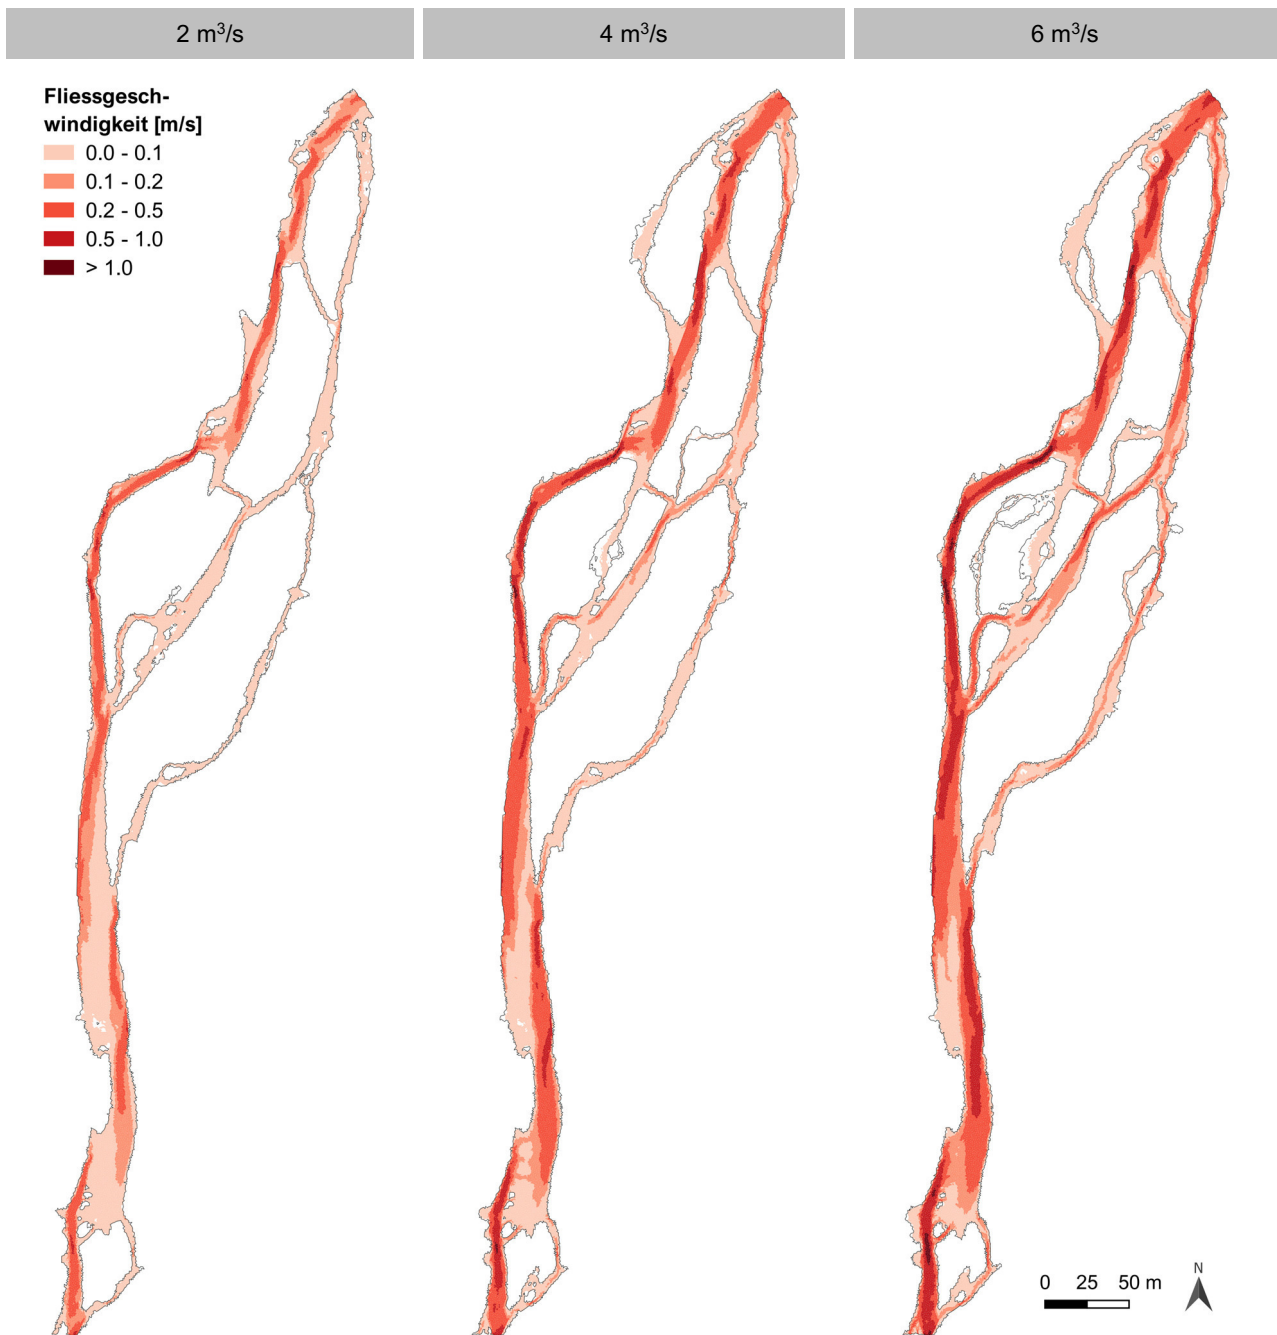 2 m³/s
4 m³/s
6 m³/s
Fliessgesch-
windigkeit [m/s]
0.0 - 0.1
0.1 - 0.2
0.2 - 0.5
0.5 - 1.0
> 1.0
N
0 25 50 m